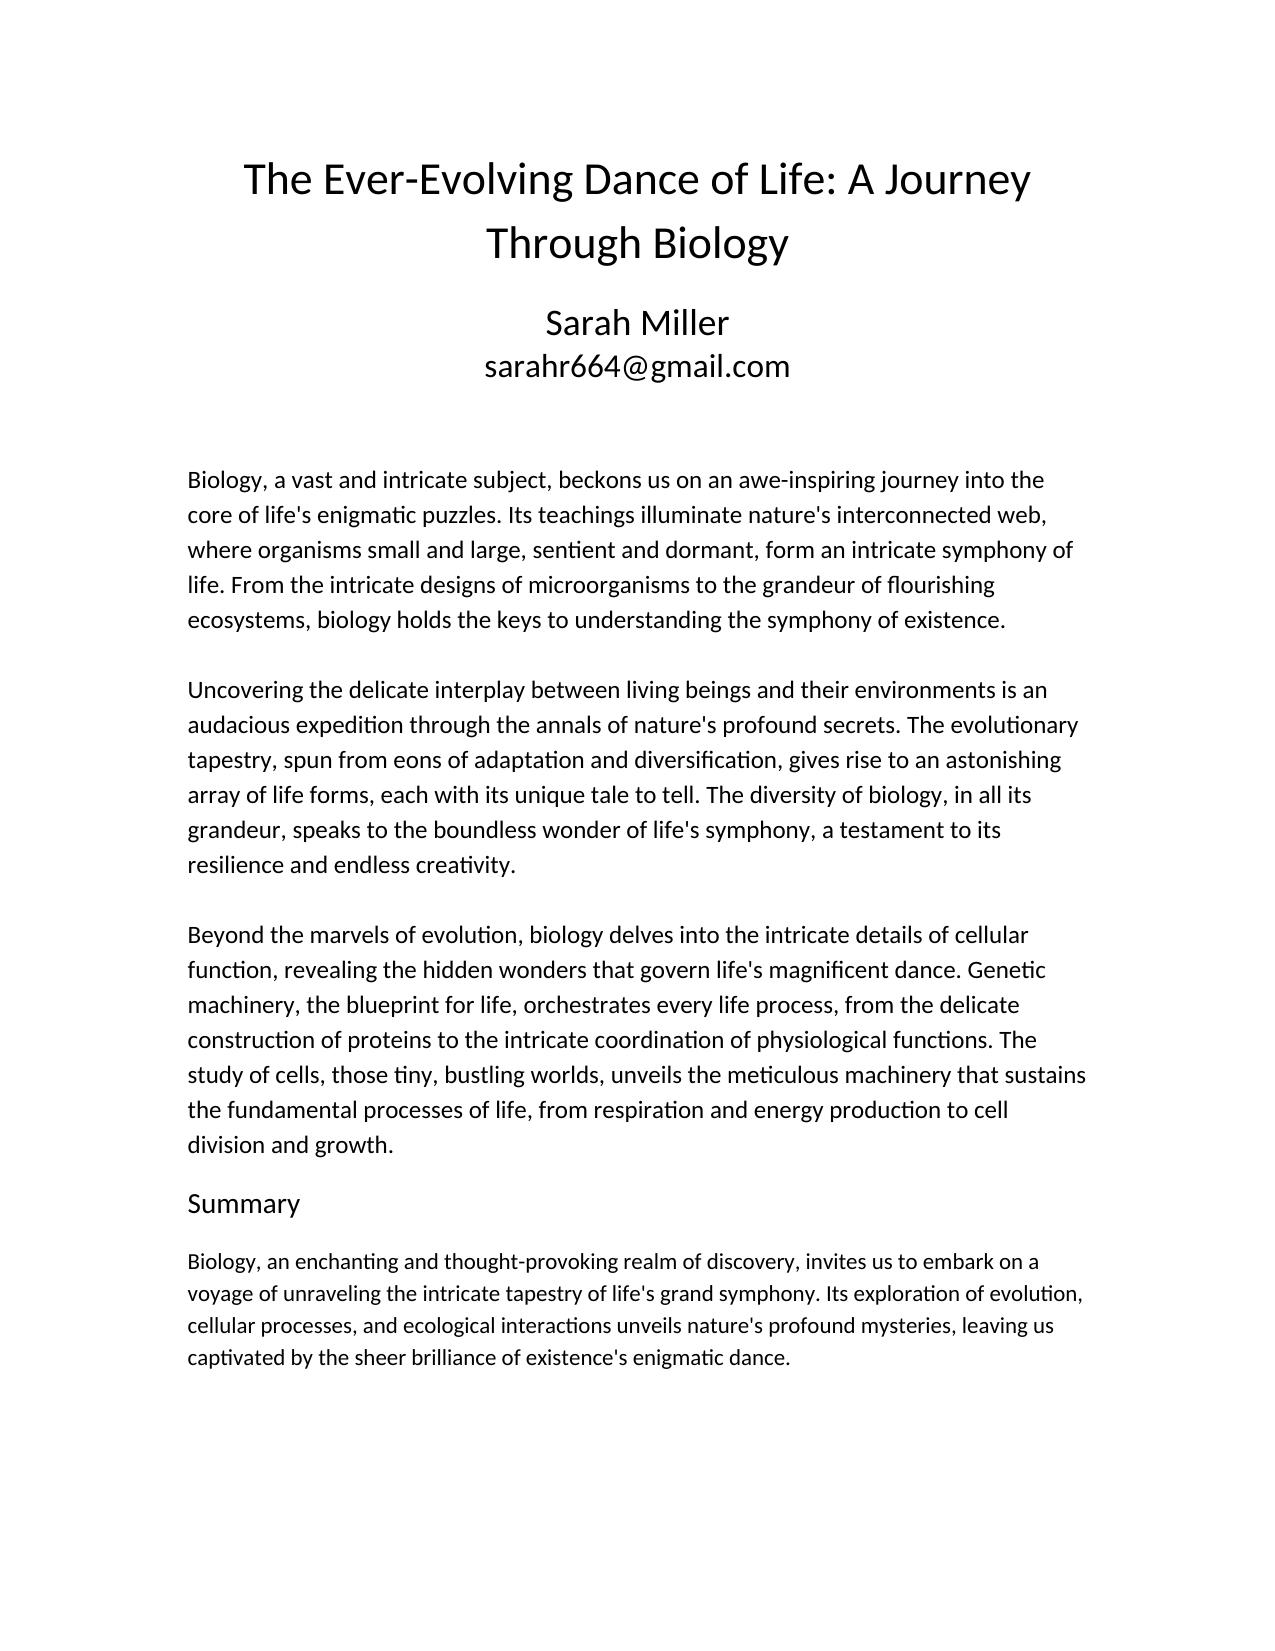 The Ever-Evolving Dance of Life: A Journey
Through Biology
Sarah Miller
sarahr664@gmail.com
Biology, a vast and intricate subject, beckons us on an awe-inspiring journey into the
core of life's enigmatic puzzles. Its teachings illuminate nature's interconnected web,
where organisms small and large, sentient and dormant, form an intricate symphony of
life. From the intricate designs of microorganisms to the grandeur of flourishing
ecosystems, biology holds the keys to understanding the symphony of existence.
Uncovering the delicate interplay between living beings and their environments is an
audacious expedition through the annals of nature's profound secrets. The evolutionary
tapestry, spun from eons of adaptation and diversification, gives rise to an astonishing
array of life forms, each with its unique tale to tell. The diversity of biology, in all its
grandeur, speaks to the boundless wonder of life's symphony, a testament to its
resilience and endless creativity.
Beyond the marvels of evolution, biology delves into the intricate details of cellular
function, revealing the hidden wonders that govern life's magnificent dance. Genetic
machinery, the blueprint for life, orchestrates every life process, from the delicate
construction of proteins to the intricate coordination of physiological functions. The
study of cells, those tiny, bustling worlds, unveils the meticulous machinery that sustains
the fundamental processes of life, from respiration and energy production to cell
division and growth.
Summary
Biology, an enchanting and thought-provoking realm of discovery, invites us to embark on a
voyage of unraveling the intricate tapestry of life's grand symphony. Its exploration of evolution,
cellular processes, and ecological interactions unveils nature's profound mysteries, leaving us
captivated by the sheer brilliance of existence's enigmatic dance.